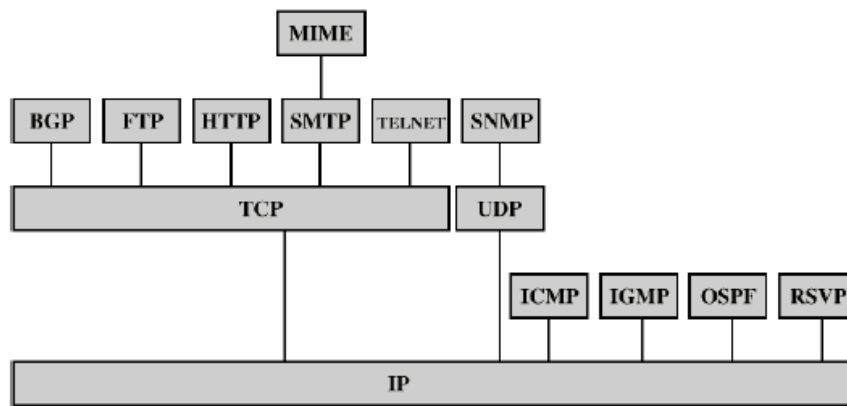 MIME
BGP FTP HTTP SMTP TELNET SNMP
TCP UDP
ICMP IGMP OSPF RSVP
IP